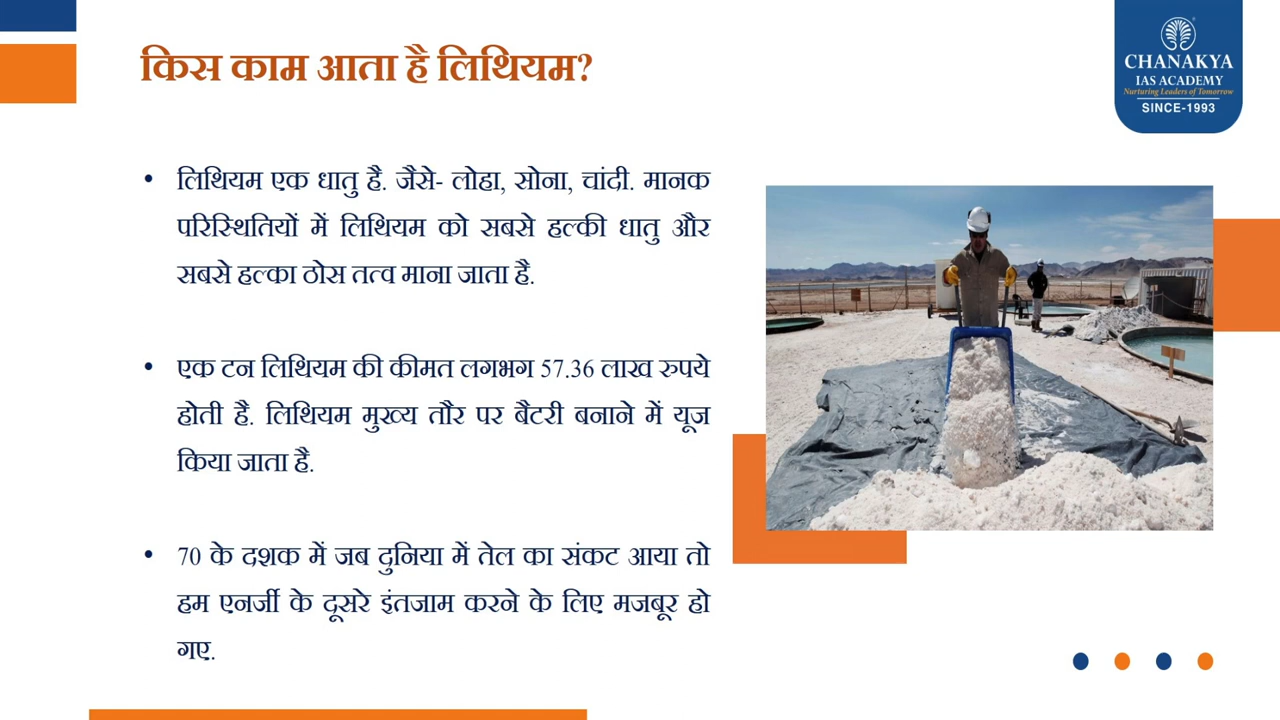 किस काम आता है लिथियम?
CHANAKYA
IAS ACADEMY
Nurturing Leaders of Tomorrow
SINCE-1993
• लिथियम एक धातु है. जैसे- लोहा, सोना, चांदी. मानक
परिस्थितियों में लिथियम को सबसे हल्की धातु और
सबसे हल्का ठोस तत्व माना जाता है.
• एक टन लिथियम की कीमत लगभग 57.36 लाख रुपये
होती है. लिथियम मुख्य तौर पर बैटरी बनाने में यूज
किया जाता है.
• 70 के दशक में जब दुनिया में तेल का संकट आया तो
हम एनर्जी के दूसरे इंतजाम करने के लिए मजबूर हो
गए.